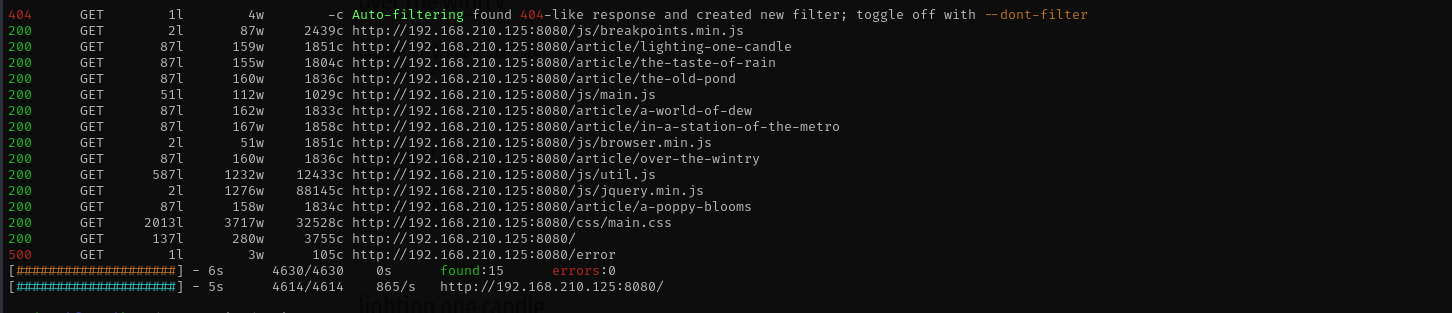 404 GET 1l 4w -c Auto-filtering found 404-like response and created new filter; toggle off with --dont-filter
200 GET 2l 87w 2439c http://192.168.210.125:8080/js/breakpoints.min.js
200 GET 87l 159w 1851c http://192.168.210.125:8080/article/lighting-one-candle
200 GET 87l 155w 1804c http://192.168.210.125:8080/article/the-taste-of-rain
200 GET 87l 160w 1836c http://192.168.210.125:8080/article/the-old-pond
200 GET 51l 112w 1029c http://192.168.210.125:8080/js/main.js
200 GET 87l 162w 1833c http://192.168.210.125:8080/article/a-world-of-dew
200 GET 87l 167w 1858c http://192.168.210.125:8080/article/in-a-station-of-the-metro
200 GET 2l 51w 1851c http://192.168.210.125:8080/js/browser.min.js
200 GET 87l 160w 1836c http://192.168.210.125:8080/article/over-the-wintry
200 GET 587l 1232w 12433c http://192.168.210.125:8080/js/util.js
200 GET 2l 1276w 88145c http://192.168.210.125:8080/js/jquery.min.js
200 GET 87l 158w 1834c http://192.168.210.125:8080/article/a-poppy-blooms
200 GET 2013l 3717w 32528c http://192.168.210.125:8080/css/main.css
200 GET 137l 280w 3755c http://192.168.210.125:8080/
500 GET 1l 3w 105c http://192.168.210.125:8080/error
[####################] - 6s 4630/4630 0s found:15 errors:0
[####################] - 5s 4614/4614 865/s http://192.168.210.125:8080/
lighting one candle